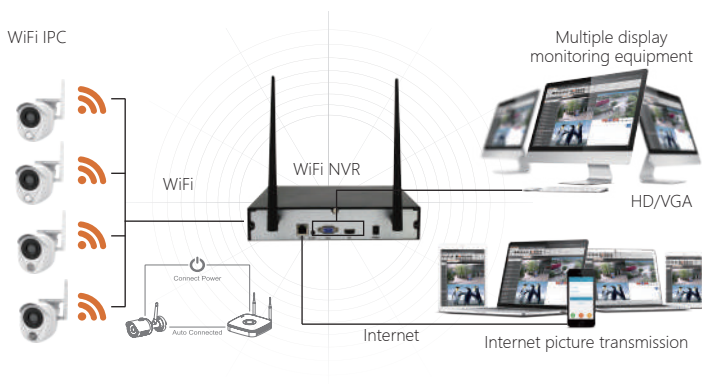 WiFi IPC
Multiple display
monitoring equipment
WiFi
WiFi NVR
HD/VGA
Connect Power
Auto Connected
Internet
Internet picture transmission